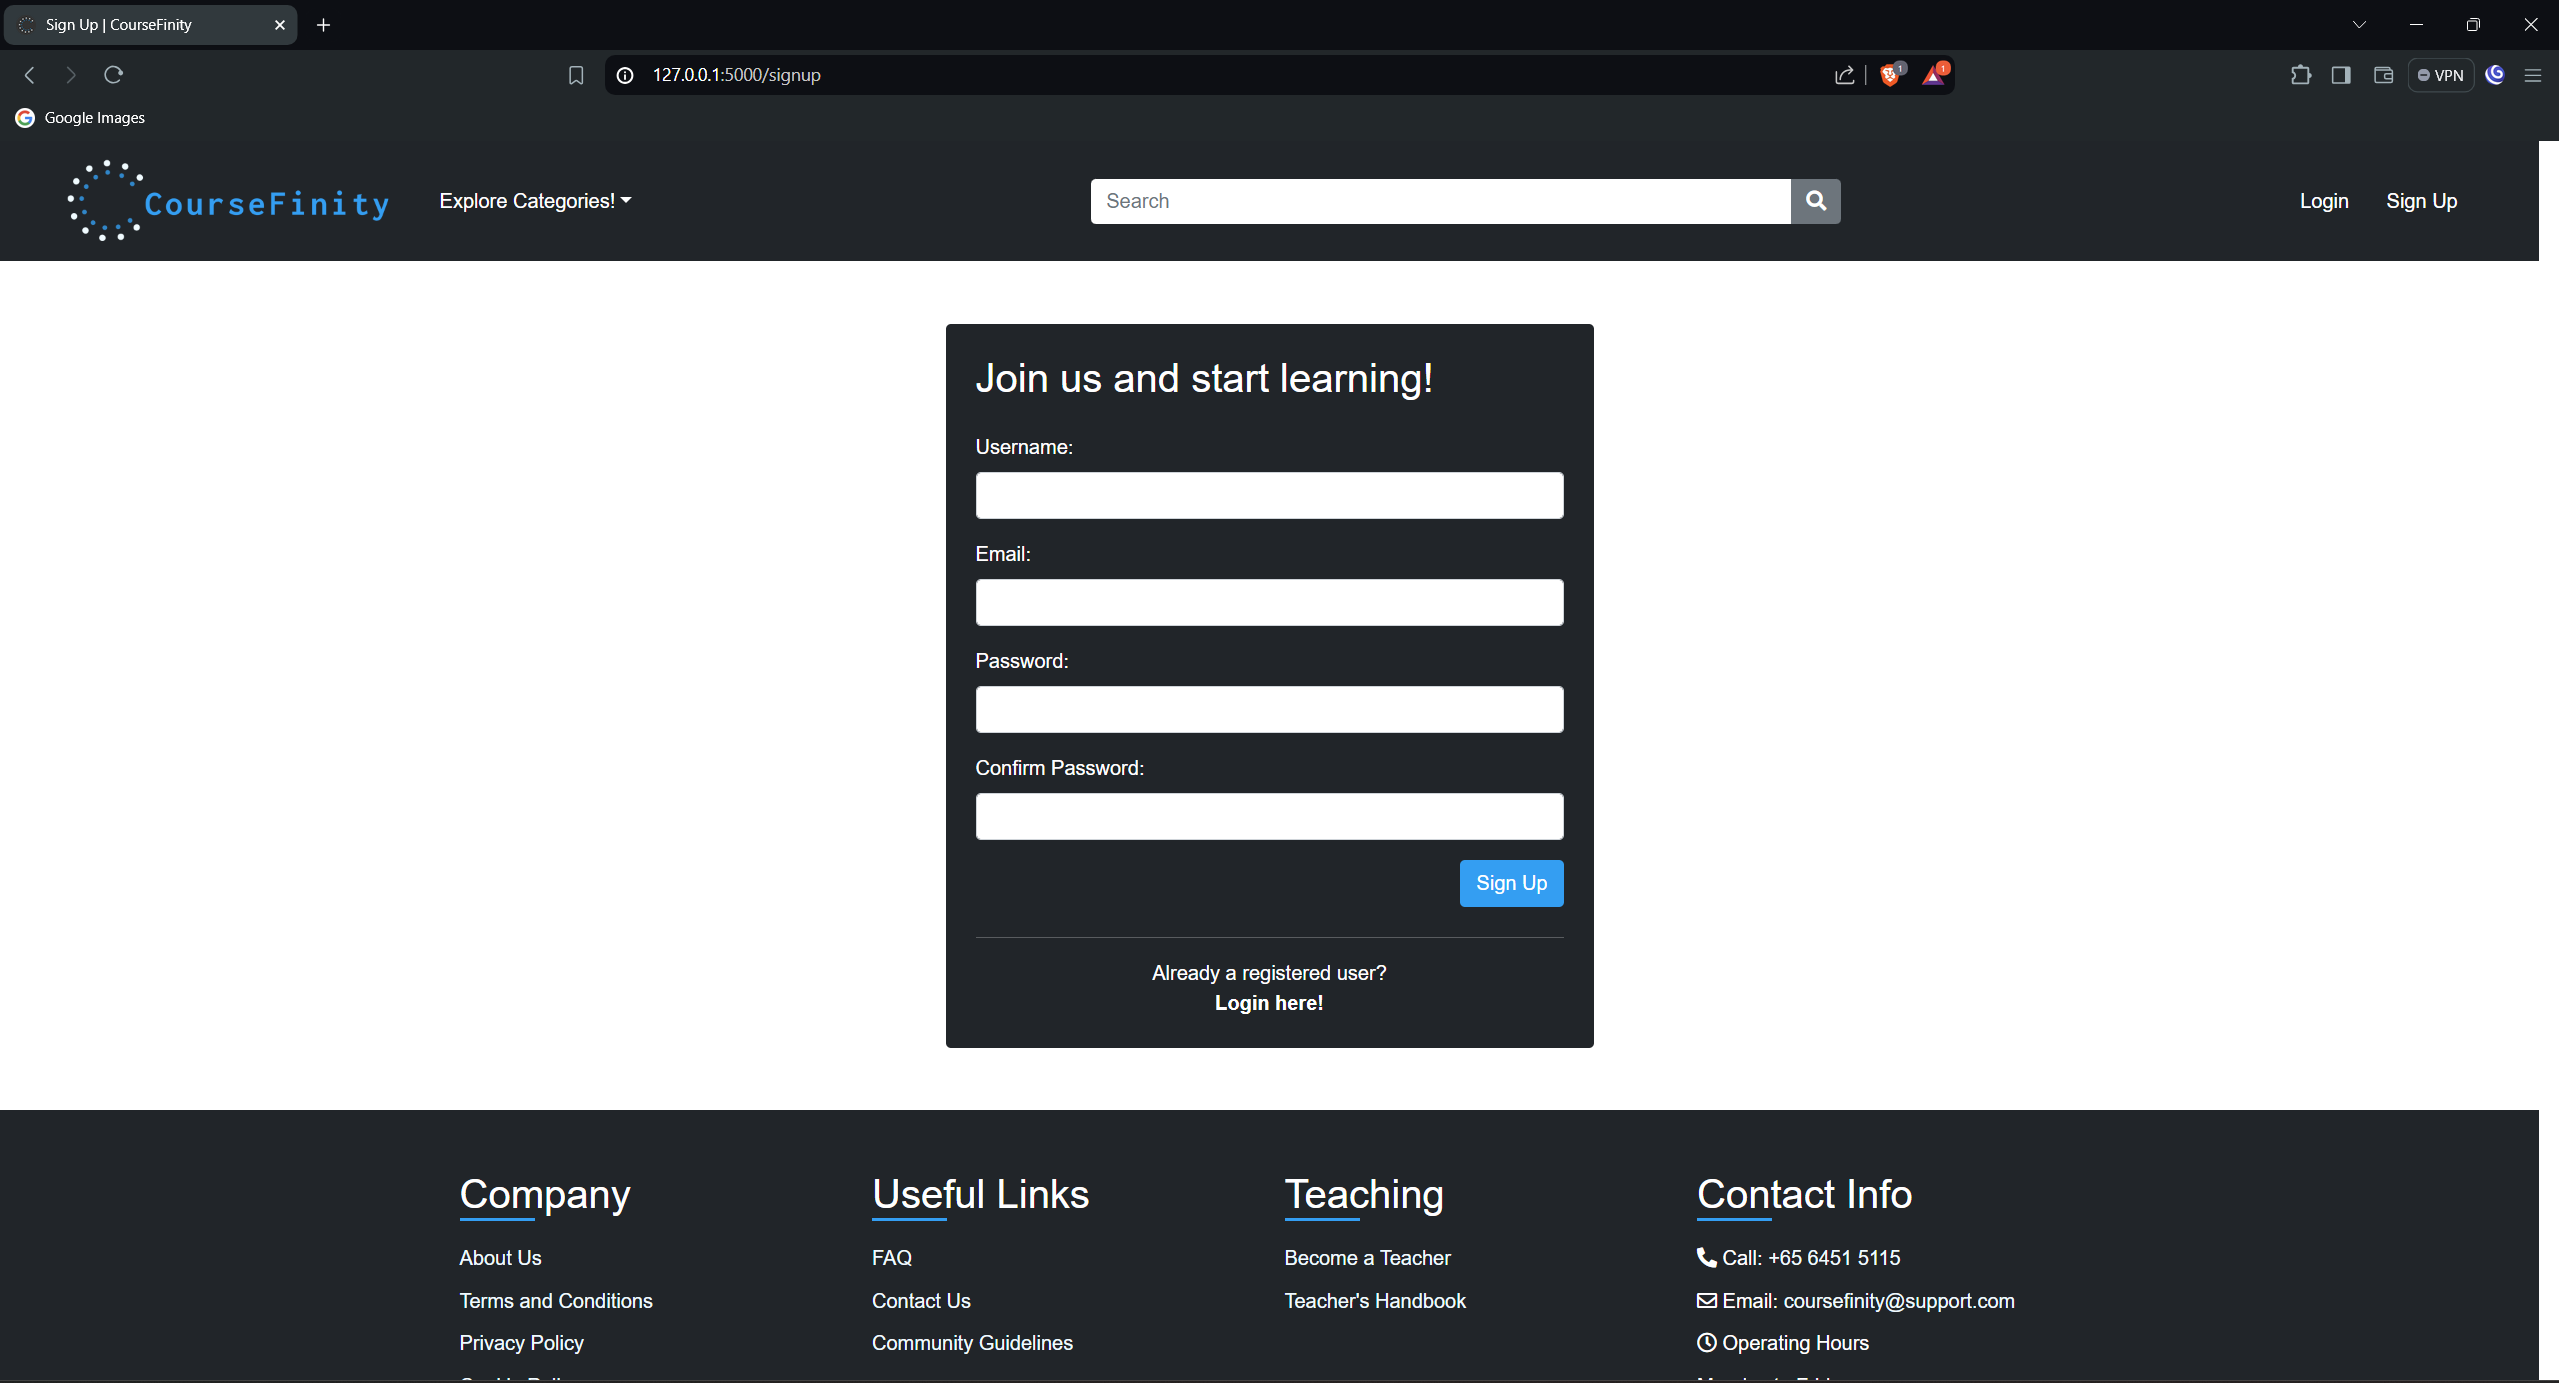 Sign Up | CourseFinity
127.0.0.1:5000/signup
1
1
VPN
Google Images
CourseFinity
Explore Categories!
Search
Login
Sign Up
Join us and start learning!
Username:
Email:
Password:
Confirm Password:
Sign Up
Already a registered user?
Login here!
Company
About Us
Terms and Conditions
Privacy Policy
Useful Links
FAQ
Contact Us
Community Guidelines
Teaching
Become a Teacher
Teacher's Handbook
Contact Info
Call: +65 6451 5115
Email: coursefinity@support.com
Operating Hours